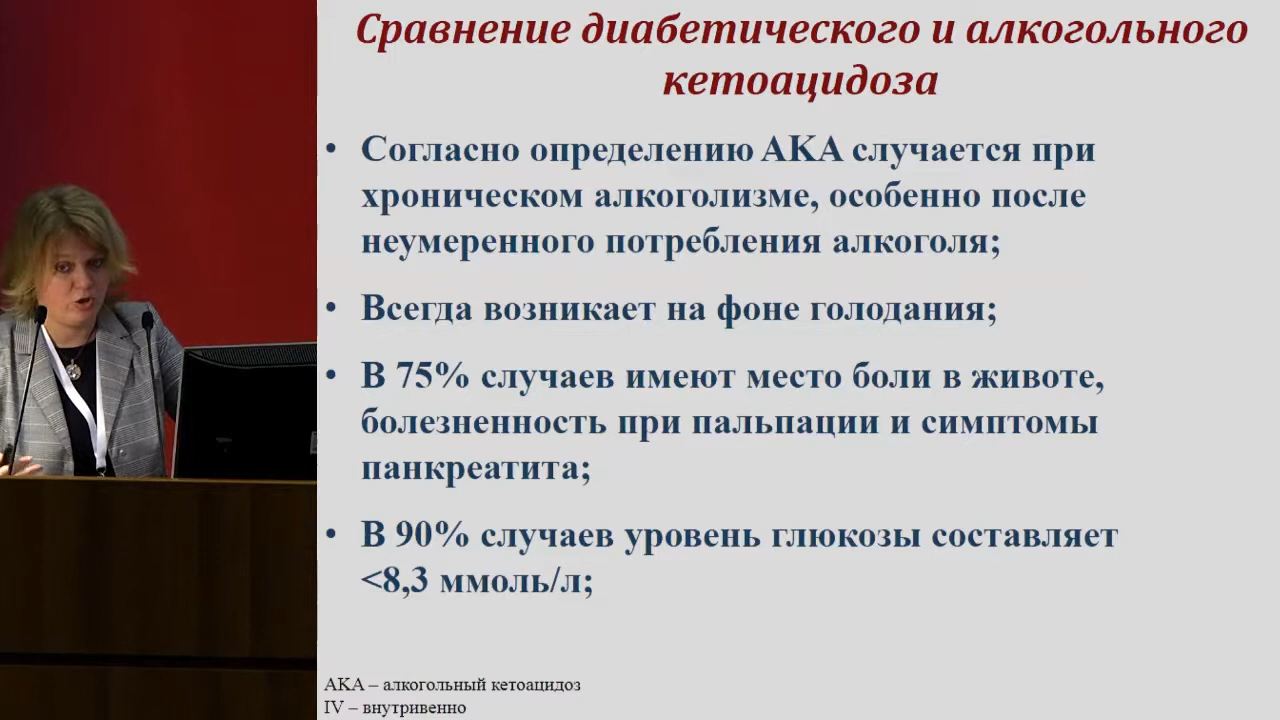 Сравнение диабетического и алкогольного
кетоацидоза
• Согласно определению АКА случается при
хроническом алкоголизме, особенно после
неумеренного потребления алкоголя;
• Всегда возникает на фоне голодания;
• В 75% случаев имеют место боли в животе,
болезненность при пальпации и симптомы
панкреатита;
• В 90% случаев уровень глюкозы составляет
<8,3 ммоль/л;
АКА – алкогольный кетоацидоз
IV – внутривенно